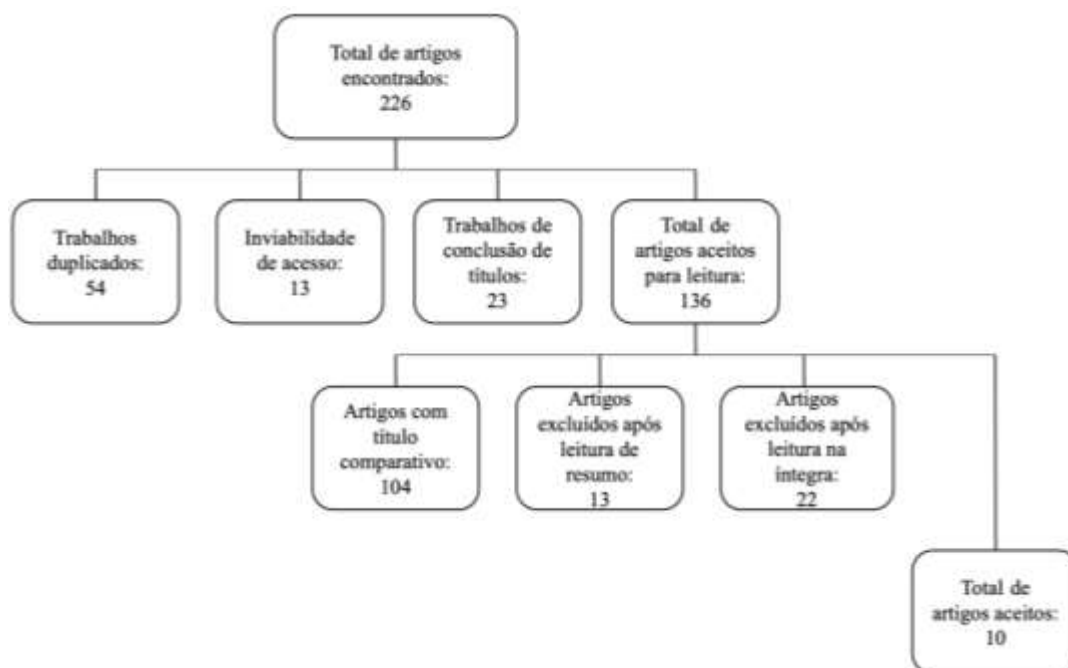 Total de artigos
encontrados:
226
Trabalhos
duplicados:
54
Inviabilidade
de acesso:
13
Trabalhos de
conclusão de
títulos:
23
Total de
artigos aceitos
para leitura:
136
Artigos com
título
comparativo:
104
Artigos
excluídos após
leitura de
resumo:
13
Artigos
excluídos após
leitura na
íntegra:
22
Total de
artigos aceitos:
10